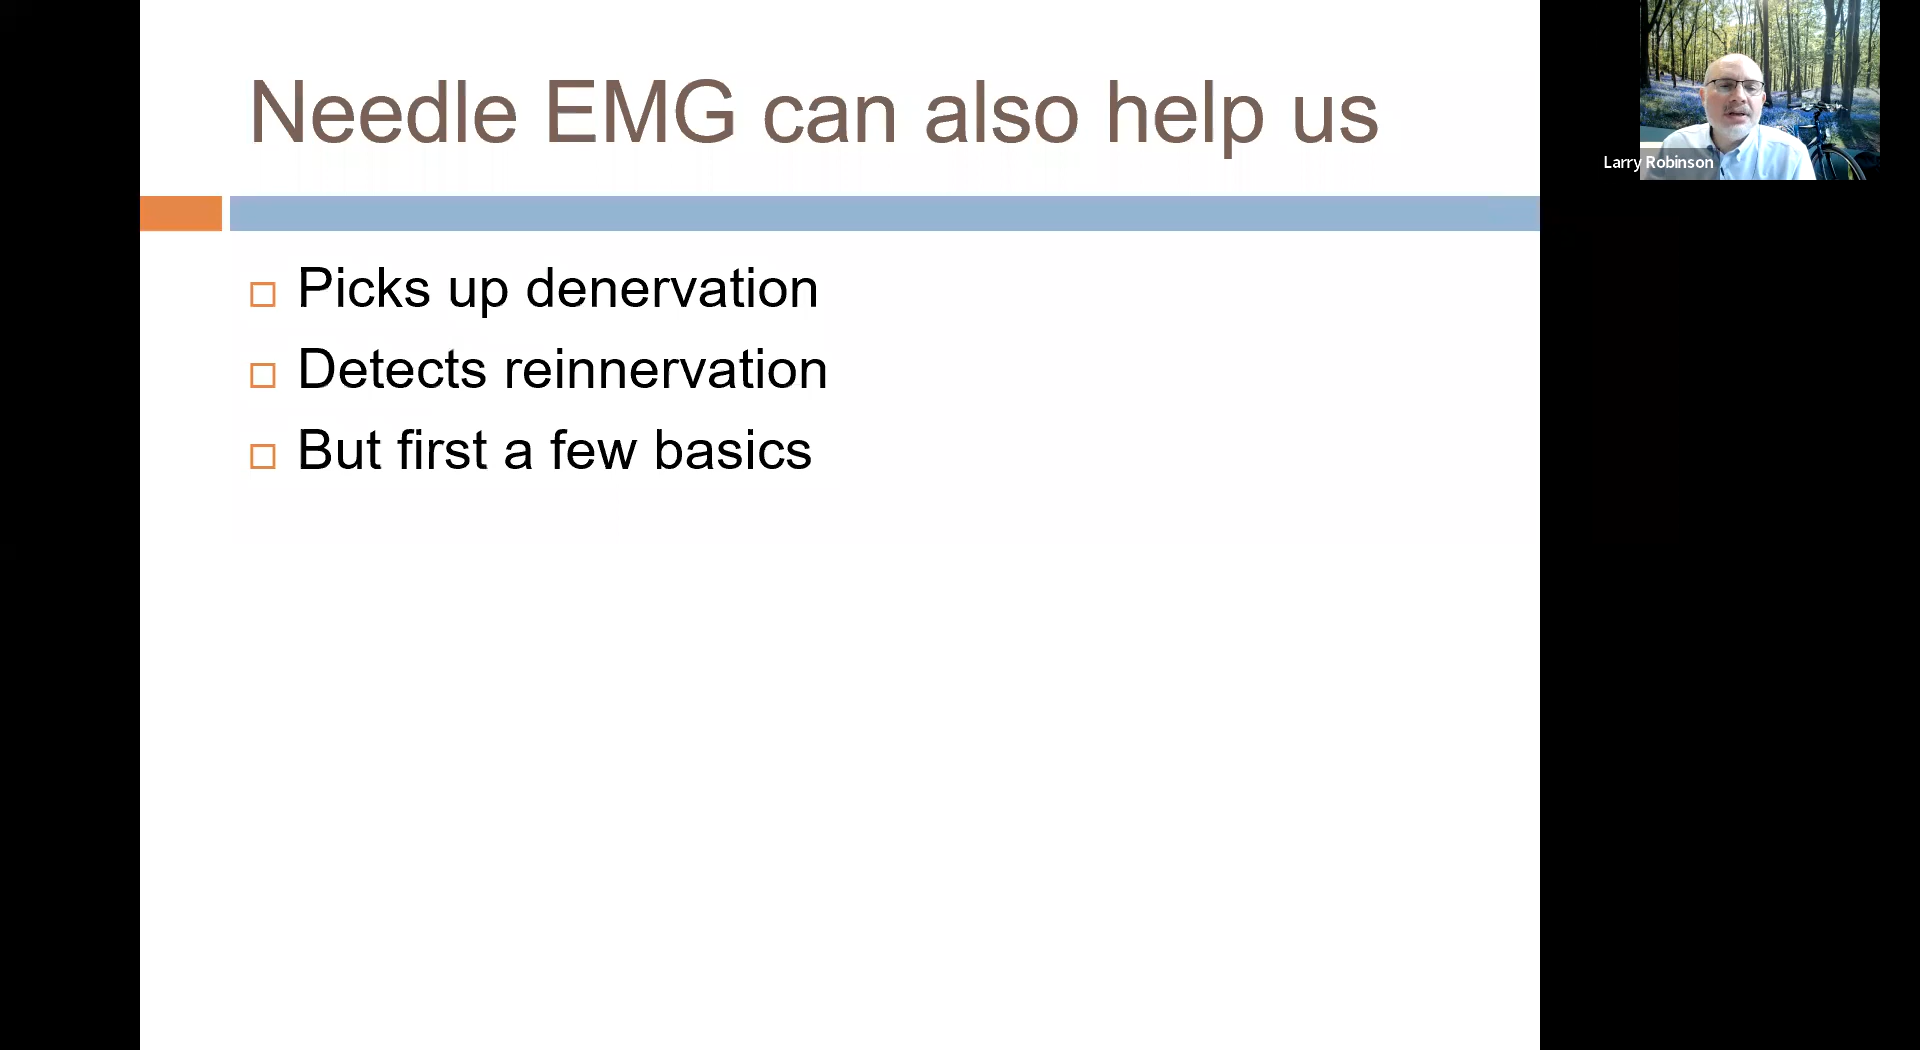 Needle EMG can also help us
Picks up denervation
Detects reinnervation
But first a few basics
Larry Robinson